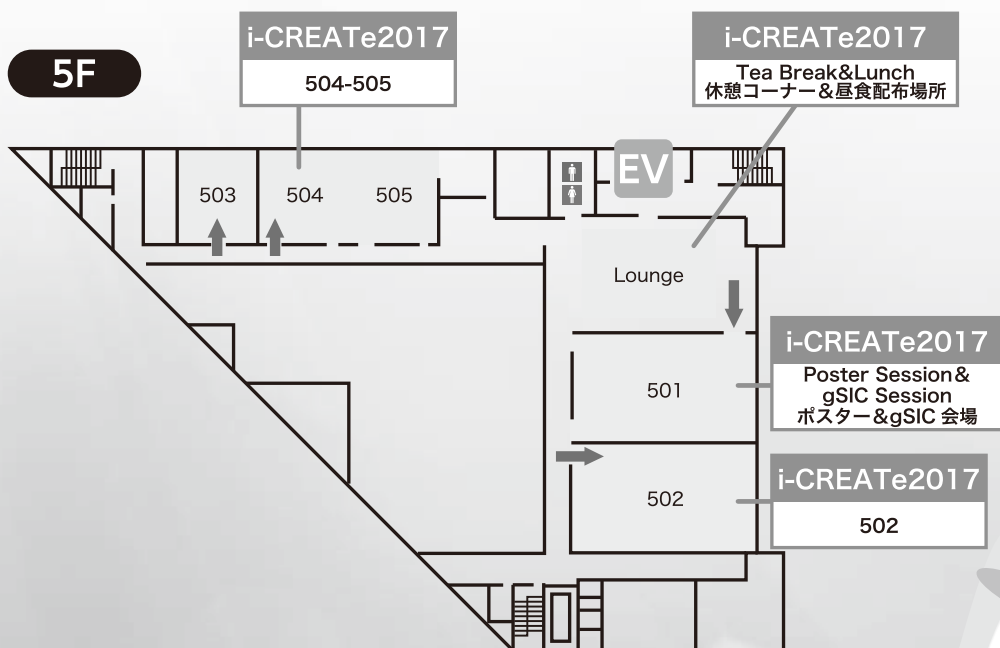 i-CREATe2017
504-505
i-CREATe2017
Tea Break&Lunch
休憩コーナー＆昼食配布場所
5F
EV
503
504
505
Lounge
i-CREATe2017
Poster Session&
gSIC Session
ポスター＆gSIC 会場
501
i-CREATe2017
502
502